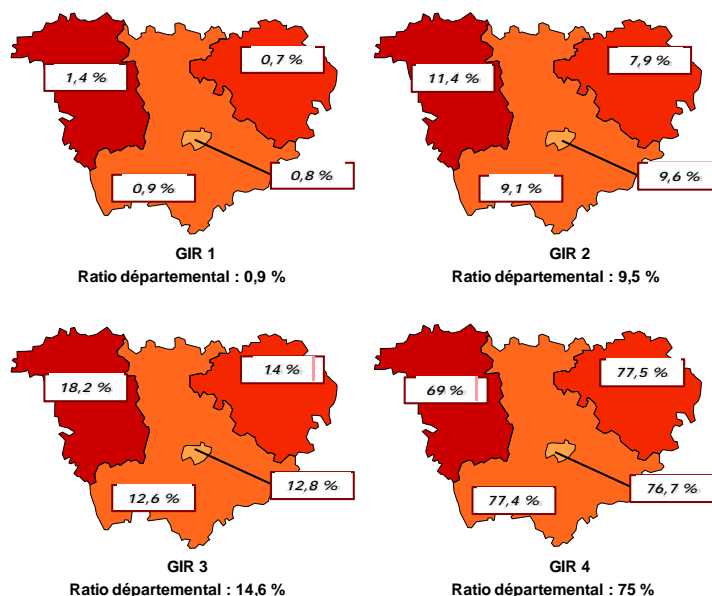 1,4 %
0,7 %
0,9 %
0,8 %
GIR 1
Ratio départemental : 0,9 %
11,4 %
7,9 %
9,1 %
9,6 %
GIR 2
Ratio départemental : 9,5 %
18,2 %
14 %
12,6 %
12,8 %
GIR 3
Ratio départemental : 14,6 %
69 %
77,5 %
77,4 %
76,7 %
GIR 4
Ratio départemental : 75 %